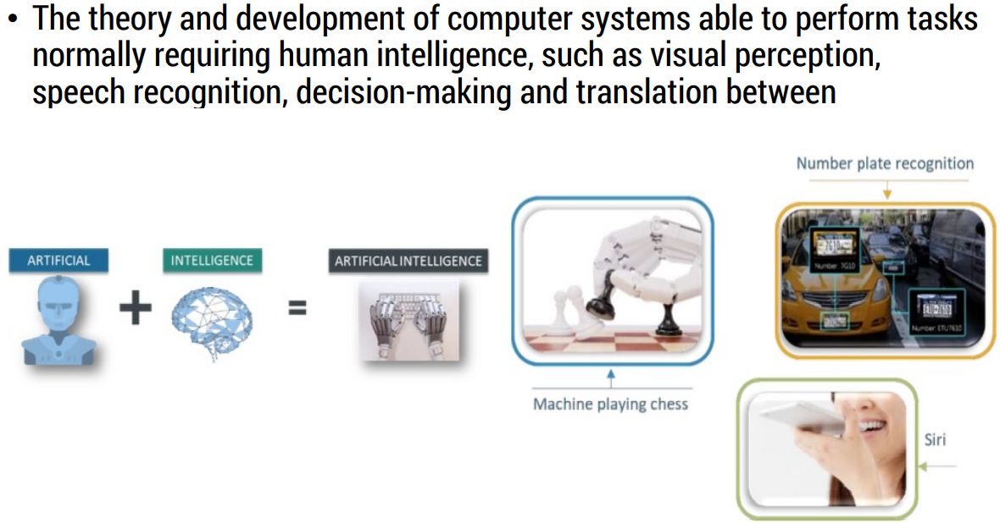 • The theory and development of computer systems able to perform tasks
normally requiring human intelligence, such as visual perception,
speech recognition, decision-making and translation between
ARTIFICIAL
+
INTELLIGENCE
=
ARTIFICIAL INTELLIGENCE
Machine playing chess
Number plate recognition
7G10
Number: 7G10
Number: ETU7610
Siri